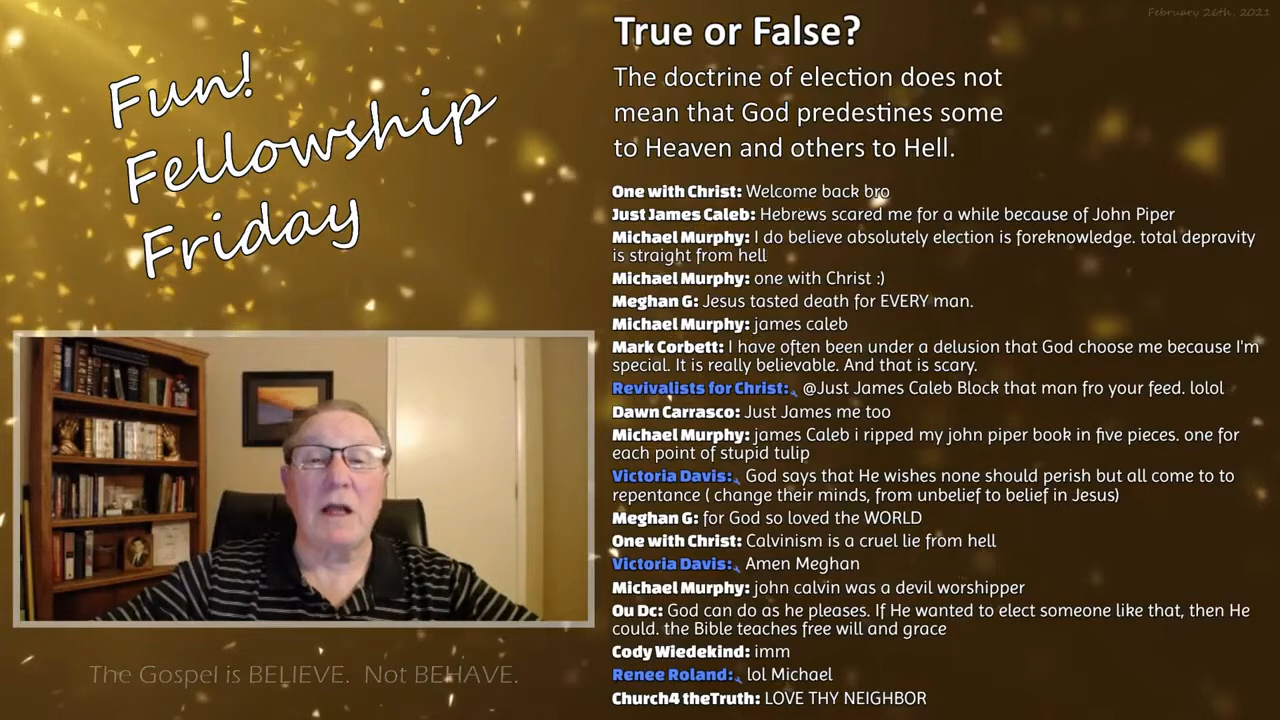 February 26th, 2021
Fun!
Fellowship
Friday
The Gospel is BELIEVE.  Not BEHAVE.
True or False?
The doctrine of election does not
mean that God predestines some
to Heaven and others to Hell.
One with Christ: Welcome back bro
Just James Caleb: Hebrews scared me for a while because of John Piper
Michael Murphy: I do believe absolutely election is foreknowledge. total depravity
is straight from hell
Michael Murphy: one with Christ :)
Meghan G: Jesus tasted death for EVERY man.
Michael Murphy: james caleb
Mark Corbett: I have often been under a delusion that God choose me because I'm
special. It is really believable. And that is scary.
Revivalists for Christ: @Just James Caleb Block that man fro your feed. lolol
Dawn Carrasco: Just James me too
Michael Murphy: james Caleb i ripped my john piper book in five pieces. one for
each point of stupid tulip
Victoria Davis: God says that He wishes none should perish but all come to to
repentance ( change their minds, from unbelief to belief in Jesus)
Meghan G: for God so loved the WORLD
One with Christ: Calvinism is a cruel lie from hell
Victoria Davis: Amen Meghan
Michael Murphy: john calvin was a devil worshipper
Ou Dc: God can do as he pleases. If He wanted to elect someone like that, then He
could. the Bible teaches free will and grace
Cody Wiedekind: imm
Renee Roland: lol Michael
Church4 theTruth: LOVE THY NEIGHBOR